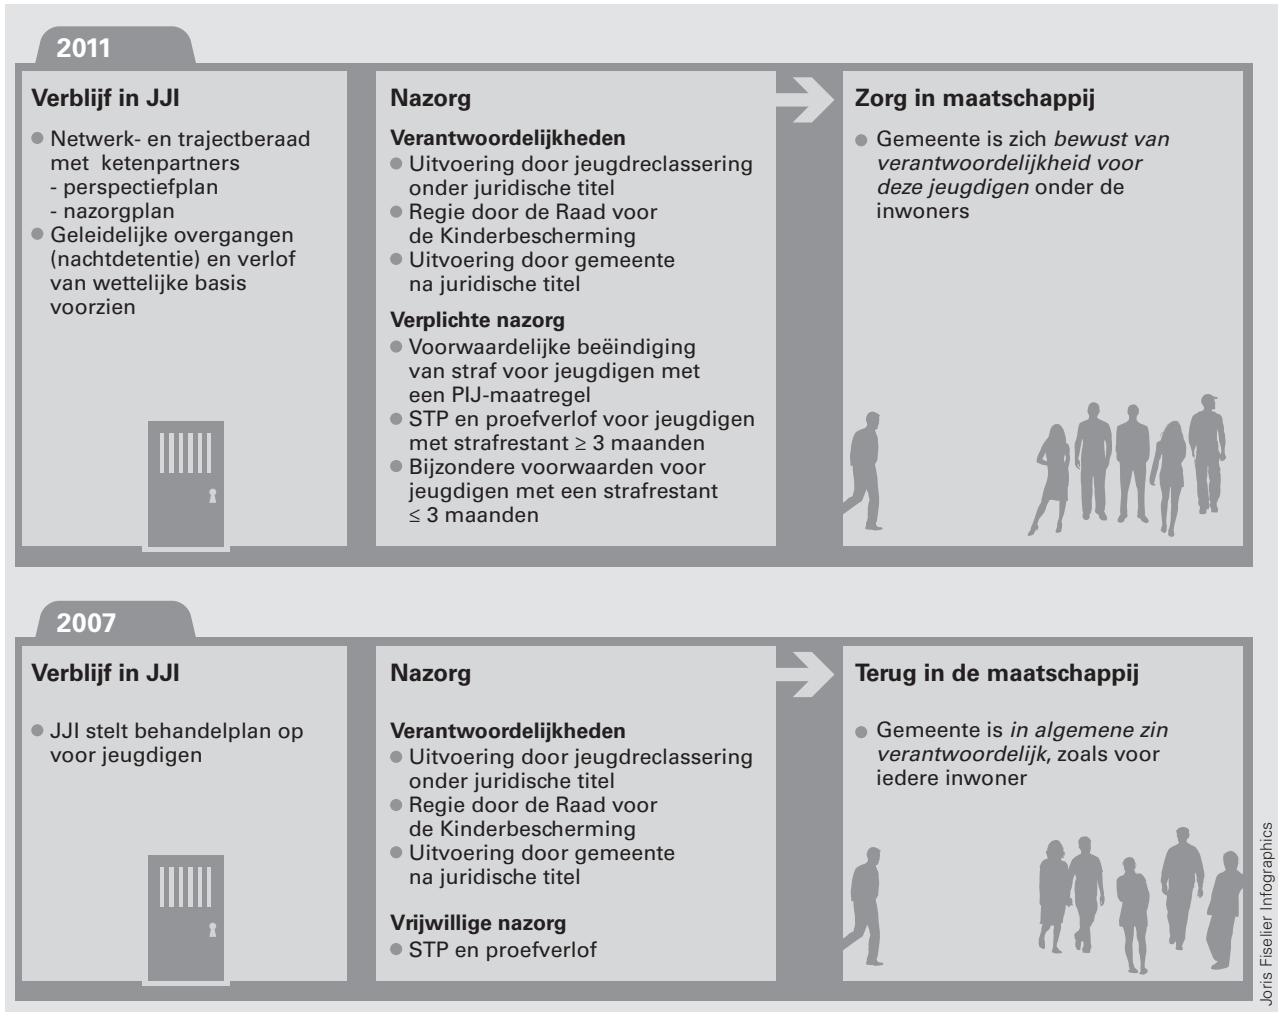 2011
Verblijf in JJI
Netwerk- en trajectberaad
met ketenpartners
- perspectiefplan
- nazorgplan
Geleidelijke overgangen
(nachtdetentie) en verlof
van wettelijke basis
voorzien
Nazorg
Verantwoordelijkheden
Uitvoering door jeugdreclassering
onder juridische titel
Regie door de Raad voor
de Kinderbescherming
Uitvoering door gemeente
na juridische titel
Verplichte nazorg
Voorwaardelijke beëindiging
van straf voor jeugdigen met
een PIJ-maatregel
STP en proefverlof voor jeugdigen
met strafrestant ≥ 3 maanden
Bijzondere voorwaarden voor
jeugdigen met een strafrestant
≤ 3 maanden
Zorg in maatschappij
Gemeente is zich bewust van
verantwoordelijkheid voor
deze jeugdigen onder de
inwoners
2007
Verblijf in JJI
JJI stelt behandelplan op
voor jeugdigen
Nazorg
Verantwoordelijkheden
Uitvoering door jeugdreclassering
onder juridische titel
Regie door de Raad voor
de Kinderbescherming
Uitvoering door gemeente
na juridische titel
Vrijwillige nazorg
STP en proefverlof
Terug in de maatschappij
Gemeente is in algemene zin
verantwoordelijk, zoals voor
iedere inwoner
Joris Fiselier Infographics